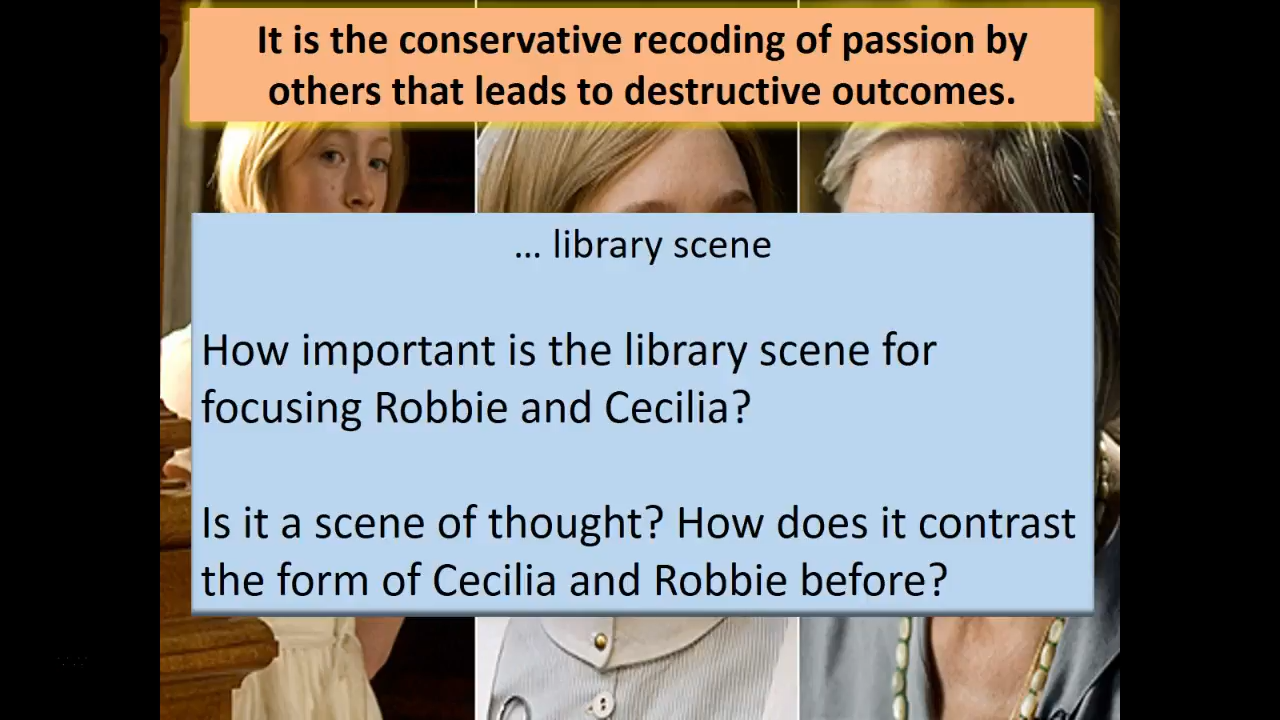 It is the conservative recoding of passion by
others that leads to destructive outcomes.
... library scene
How important is the library scene for
focusing Robbie and Cecilia?
Is it a scene of thought? How does it contrast
the form of Cecilia and Robbie before?